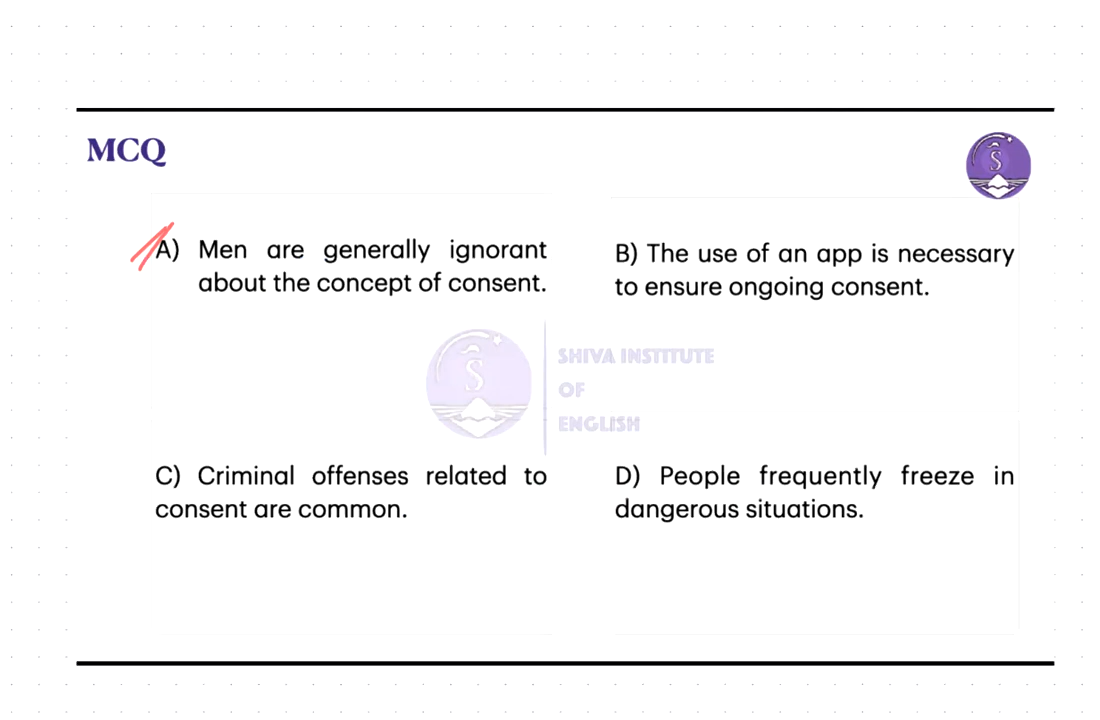 MCQ
A) Men are generally ignorant
about the concept of consent.
B) The use of an app is necessary
to ensure ongoing consent.
SHIVA INSTITUTE
OF
ENGLISH
C) Criminal offenses related to
consent are common.
D) People frequently freeze in
dangerous situations.